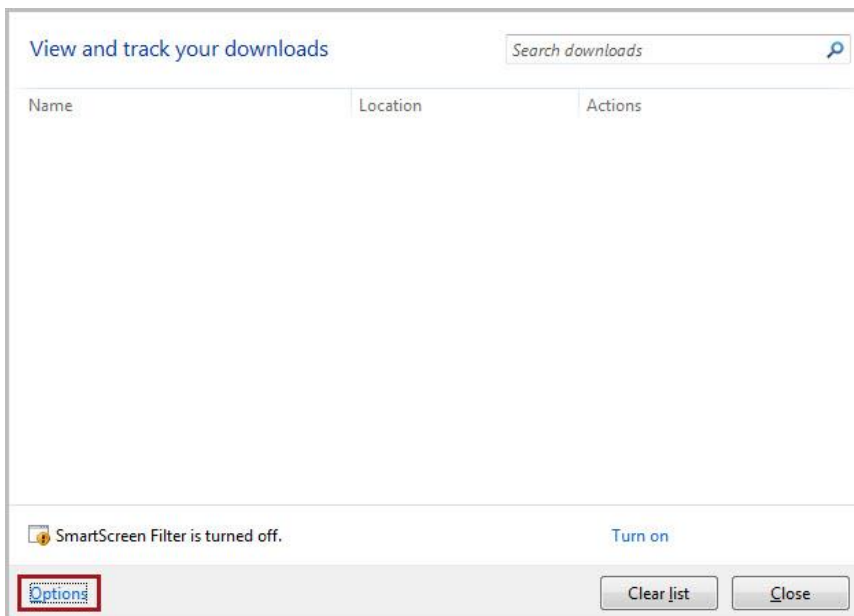 View and track your downloads Search downloads
Name Location Actions
SmartScreen Filter is turned off. Turn on
Options Clear list Close